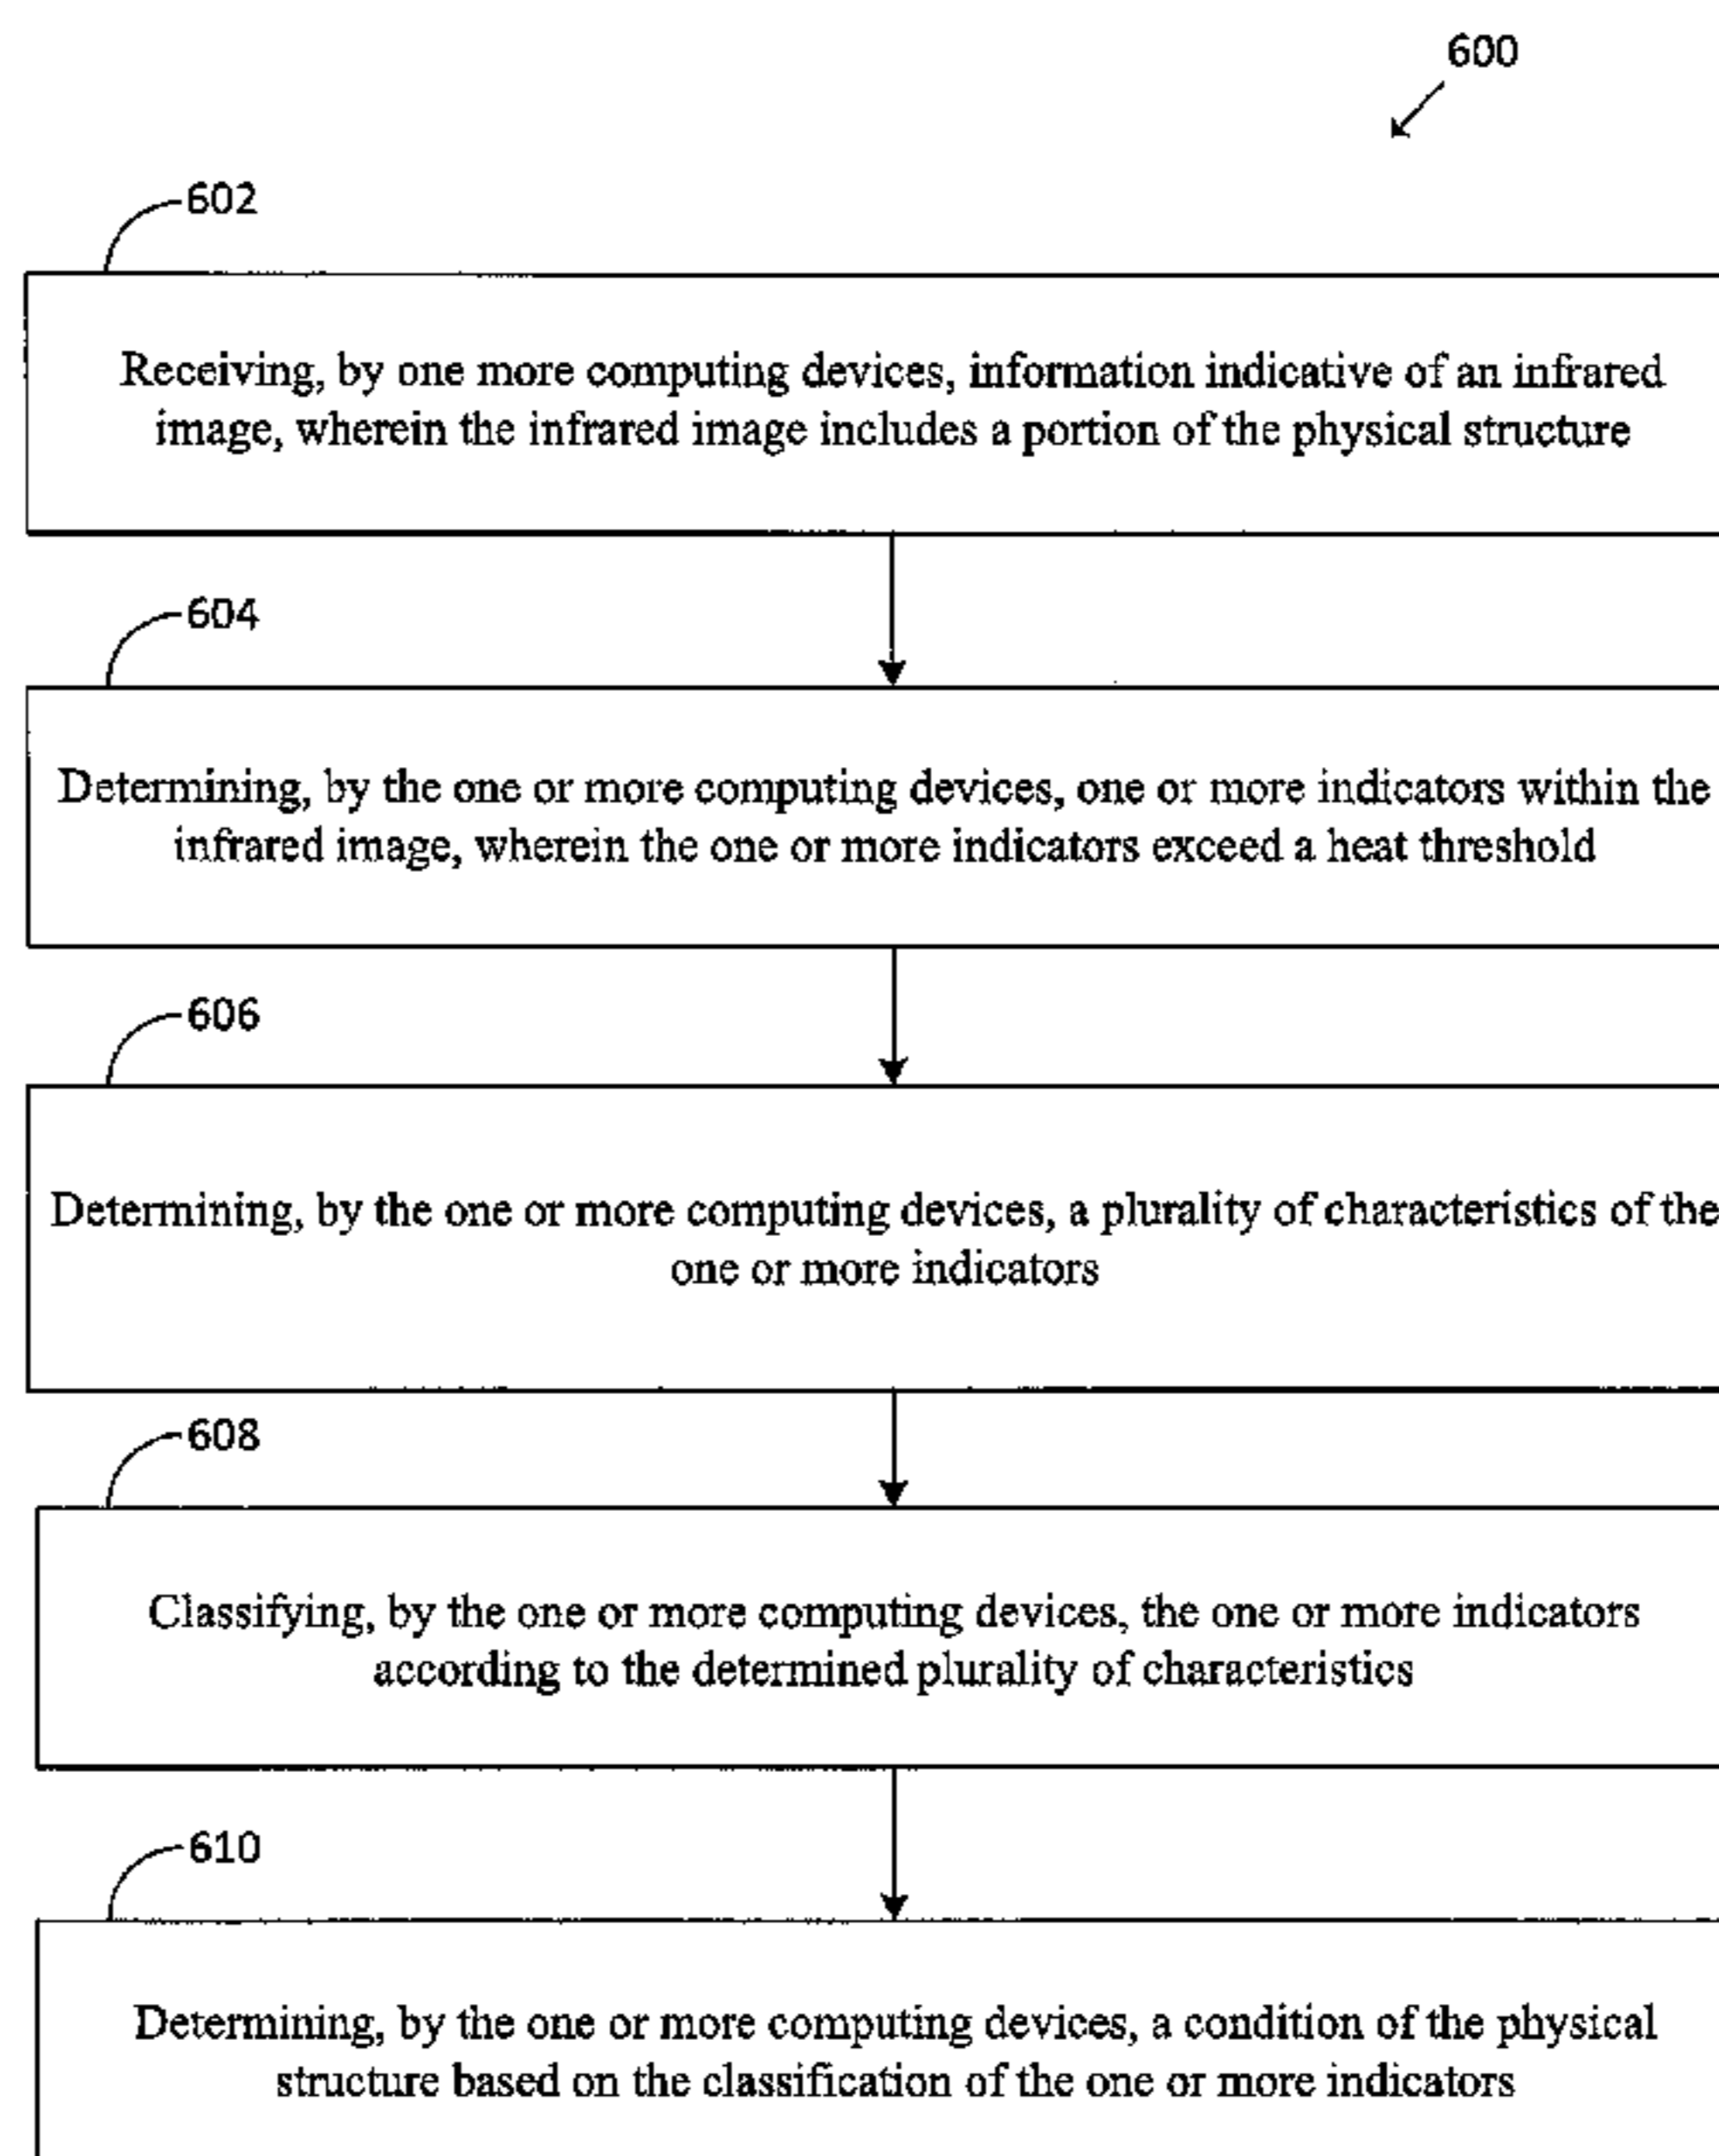 600
602
Receiving, by one more computing devices, information indicative of an infrared
image, wherein the infrared image includes a portion of the physical structure
604
Determining, by the one or more computing devices, one or more indicators within the
infrared image, wherein the one or more indicators exceed a heat threshold
606
Determining, by the one or more computing devices, a plurality of characteristics of the
one or more indicators
608
Classifying, by the one or more computing devices, the one or more indicators
according to the determined plurality of characteristics
610
Determining, by the one or more computing devices, a condition of the physical
structure based on the classification of the one or more indicators